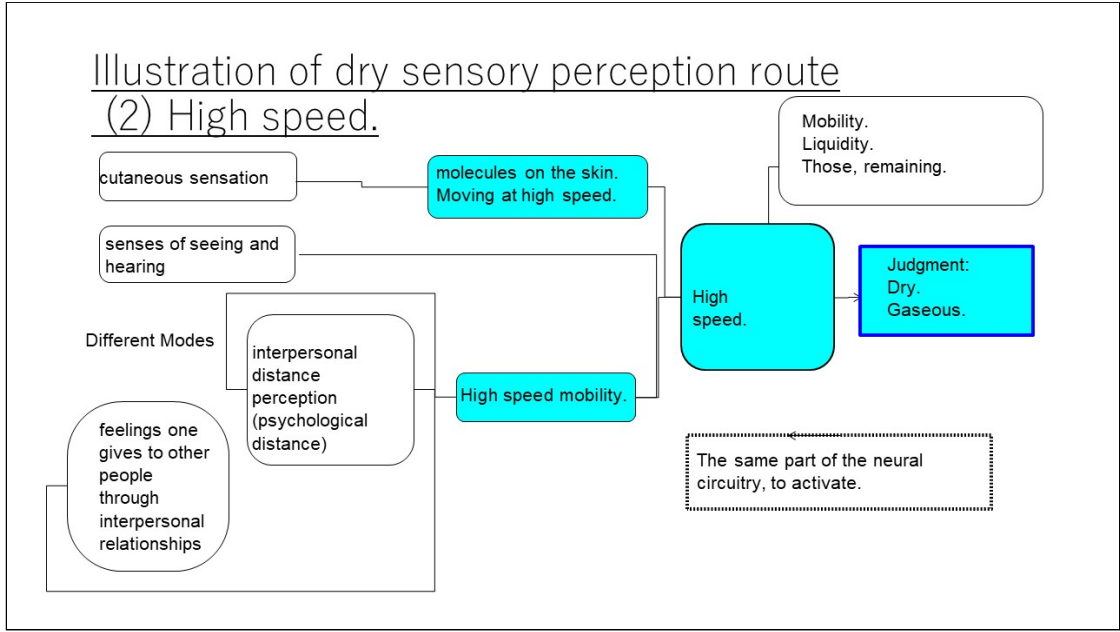 Illustration of dry sensory perception route
(2) High speed.
Mobility.
Liquidity.
Those, remaining.
cutaneous sensation
molecules on the skin.
Moving at high speed.
senses of seeing and
hearing
High
speed.
Judgment:
Dry.
Gaseous.
Different Modes
interpersonal
distance
perception
(psychological
distance)
High speed mobility.
feelings one
gives to other
people
through
interpersonal
relationships
The same part of the neural
circuitry, to activate.